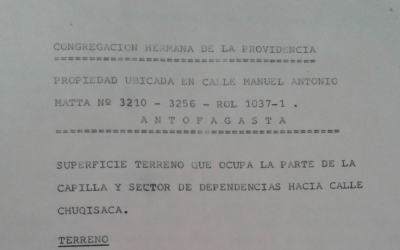 CONGREGACION HERMANA DE LA PROVIDENCIA
=====================================
PROPIEDAD UBICADA EN CALLE MANUEL ANTONIO
MATTA Nº 3210 - 3256 - ROL 1037-1 .
A N T O F A G A S T A
========================================
SUPERFICIE TERRENO QUE OCUPA LA PARTE DE LA
CAPILLA Y SECTOR DE DEPENDENCIAS HACIA CALLE
CHUQISACA.
TERRENO